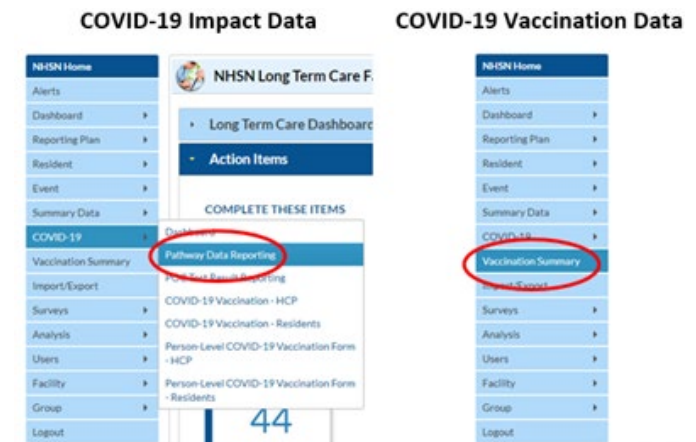 COVID-19 Impact Data
NHSN Home
Alerts
Dashboard
Reporting Plan
Resident
Event
Summary Data
COVID-19
Vaccination Summary
Import/Export
Surveys
Analysis
Users
Facility
Group
Logout
NHSN Long Term Care F
Long Term Care Dashboard
Action Items
COMPLETE THESE ITEMS
Dashboard
Pathway Data Reporting
POC Test Result Reporting
COVID-19 Vaccination - HCP
COVID-19 Vaccination - Residents
Person-Level COVID-19 Vaccination Form
- HCP
Person-Level COVID-19 Vaccination Form
- Residents
44
COVID-19 Vaccination Data
NHSN Home
Alerts
Dashboard
Reporting Plan
Resident
Event
Summary Data
COVID-19
Vaccination Summary
Import/Export
Surveys
Analysis
Users
Facility
Group
Logout